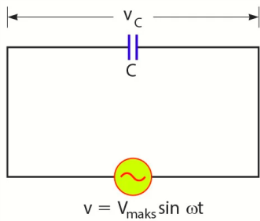 v_C
C
v = V_maks sin ωt